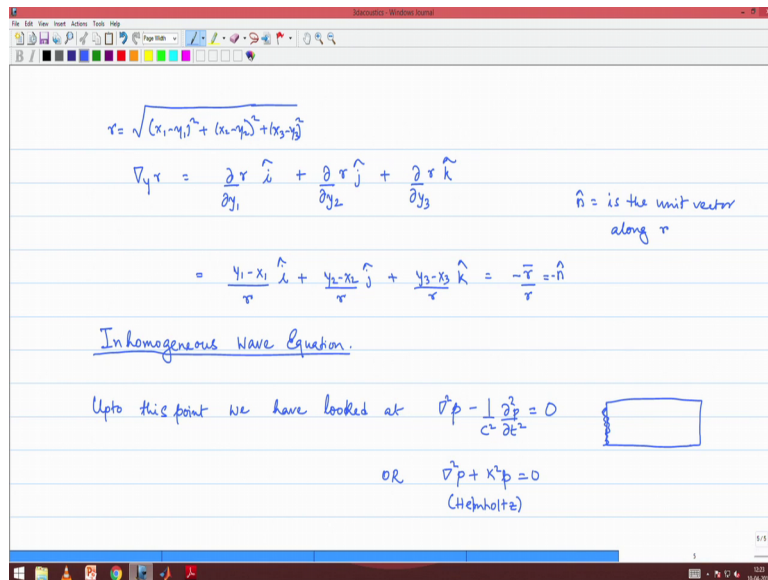 3dacoustics - Windows Journal
File Edit View Insert Actions Tools Help
Page Width
B I
r = √(x₁-y₁)² + (x₂-y₂)² + (x₃-y₃)²
∇y r = ∂r/∂y₁ î + ∂r/∂y₂ ĵ + ∂r/∂y₃ k̂
n̂ = is the unit vector
along r
= y₁-x₁/r î + y₂-x₂/r ĵ + y₃-x₃/r k̂ = -r̄/r = -n̂
Inhomogeneous Wave Equation.
Upto this point we have looked at ∇²p - 1/c² ∂²p/∂t² = 0
OR ∇²p + K²p = 0
(Helmholtz)
5/5
5
12:23